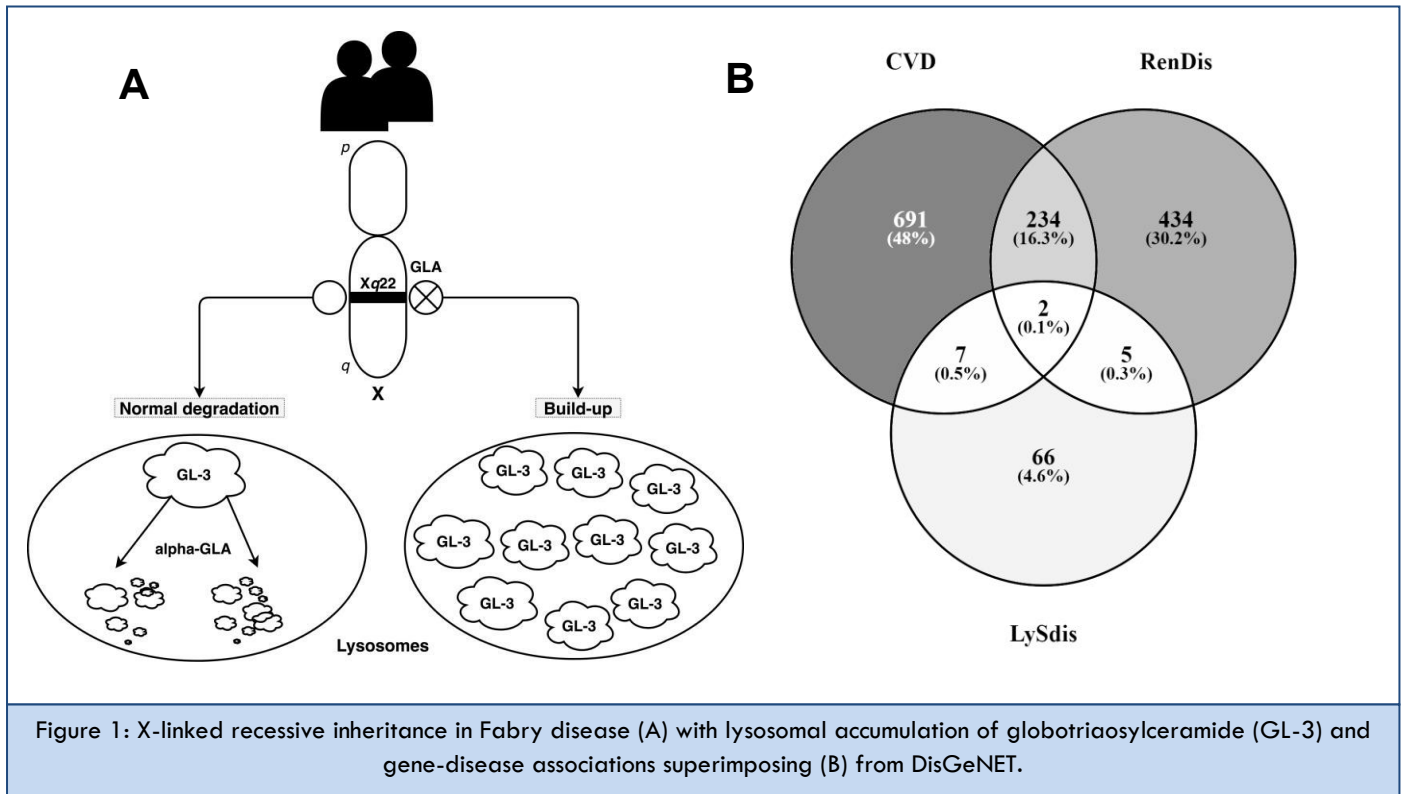 A
p
Xq22
GLA
q
X
Normal degradation
Build-up
GL-3
alpha-GLA
GL-3
GL-3
GL-3
GL-3
GL-3
GL-3
GL-3
GL-3
GL-3
GL-3
Lysosomes
B
CVD
RenDis
691
(48%)
234
(16.3%)
434
(30.2%)
2
(0.1%)
7
(0.5%)
5
(0.3%)
66
(4.6%)
LySdis
Figure 1: X-linked recessive inheritance in Fabry disease (A) with lysosomal accumulation of globotriaosylceramide (GL-3) and
gene-disease associations superimposing (B) from DisGeNET.